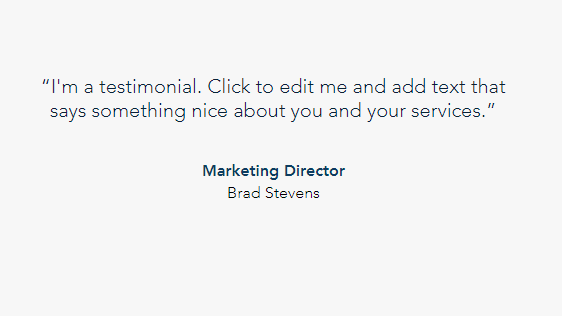 “I'm a testimonial. Click to edit me and add text that
says something nice about you and your services.”
Marketing Director
Brad Stevens